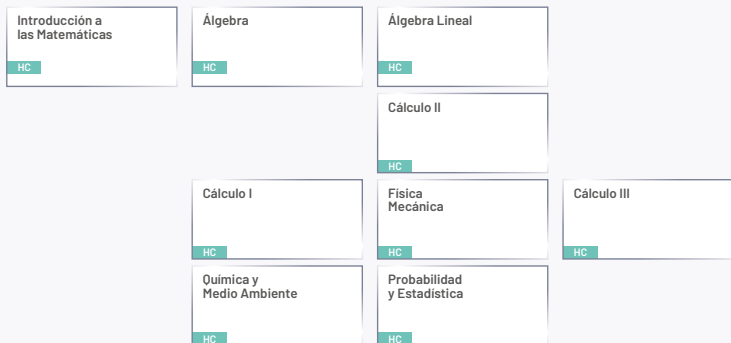 Introducción a
las Matemáticas
HC
Álgebra
HC
Álgebra Lineal
HC
Cálculo II
HC
Cálculo I
HC
Física
Mecánica
HC
Cálculo III
HC
Química y
Medio Ambiente
HC
Probabilidad
y Estadística
HC